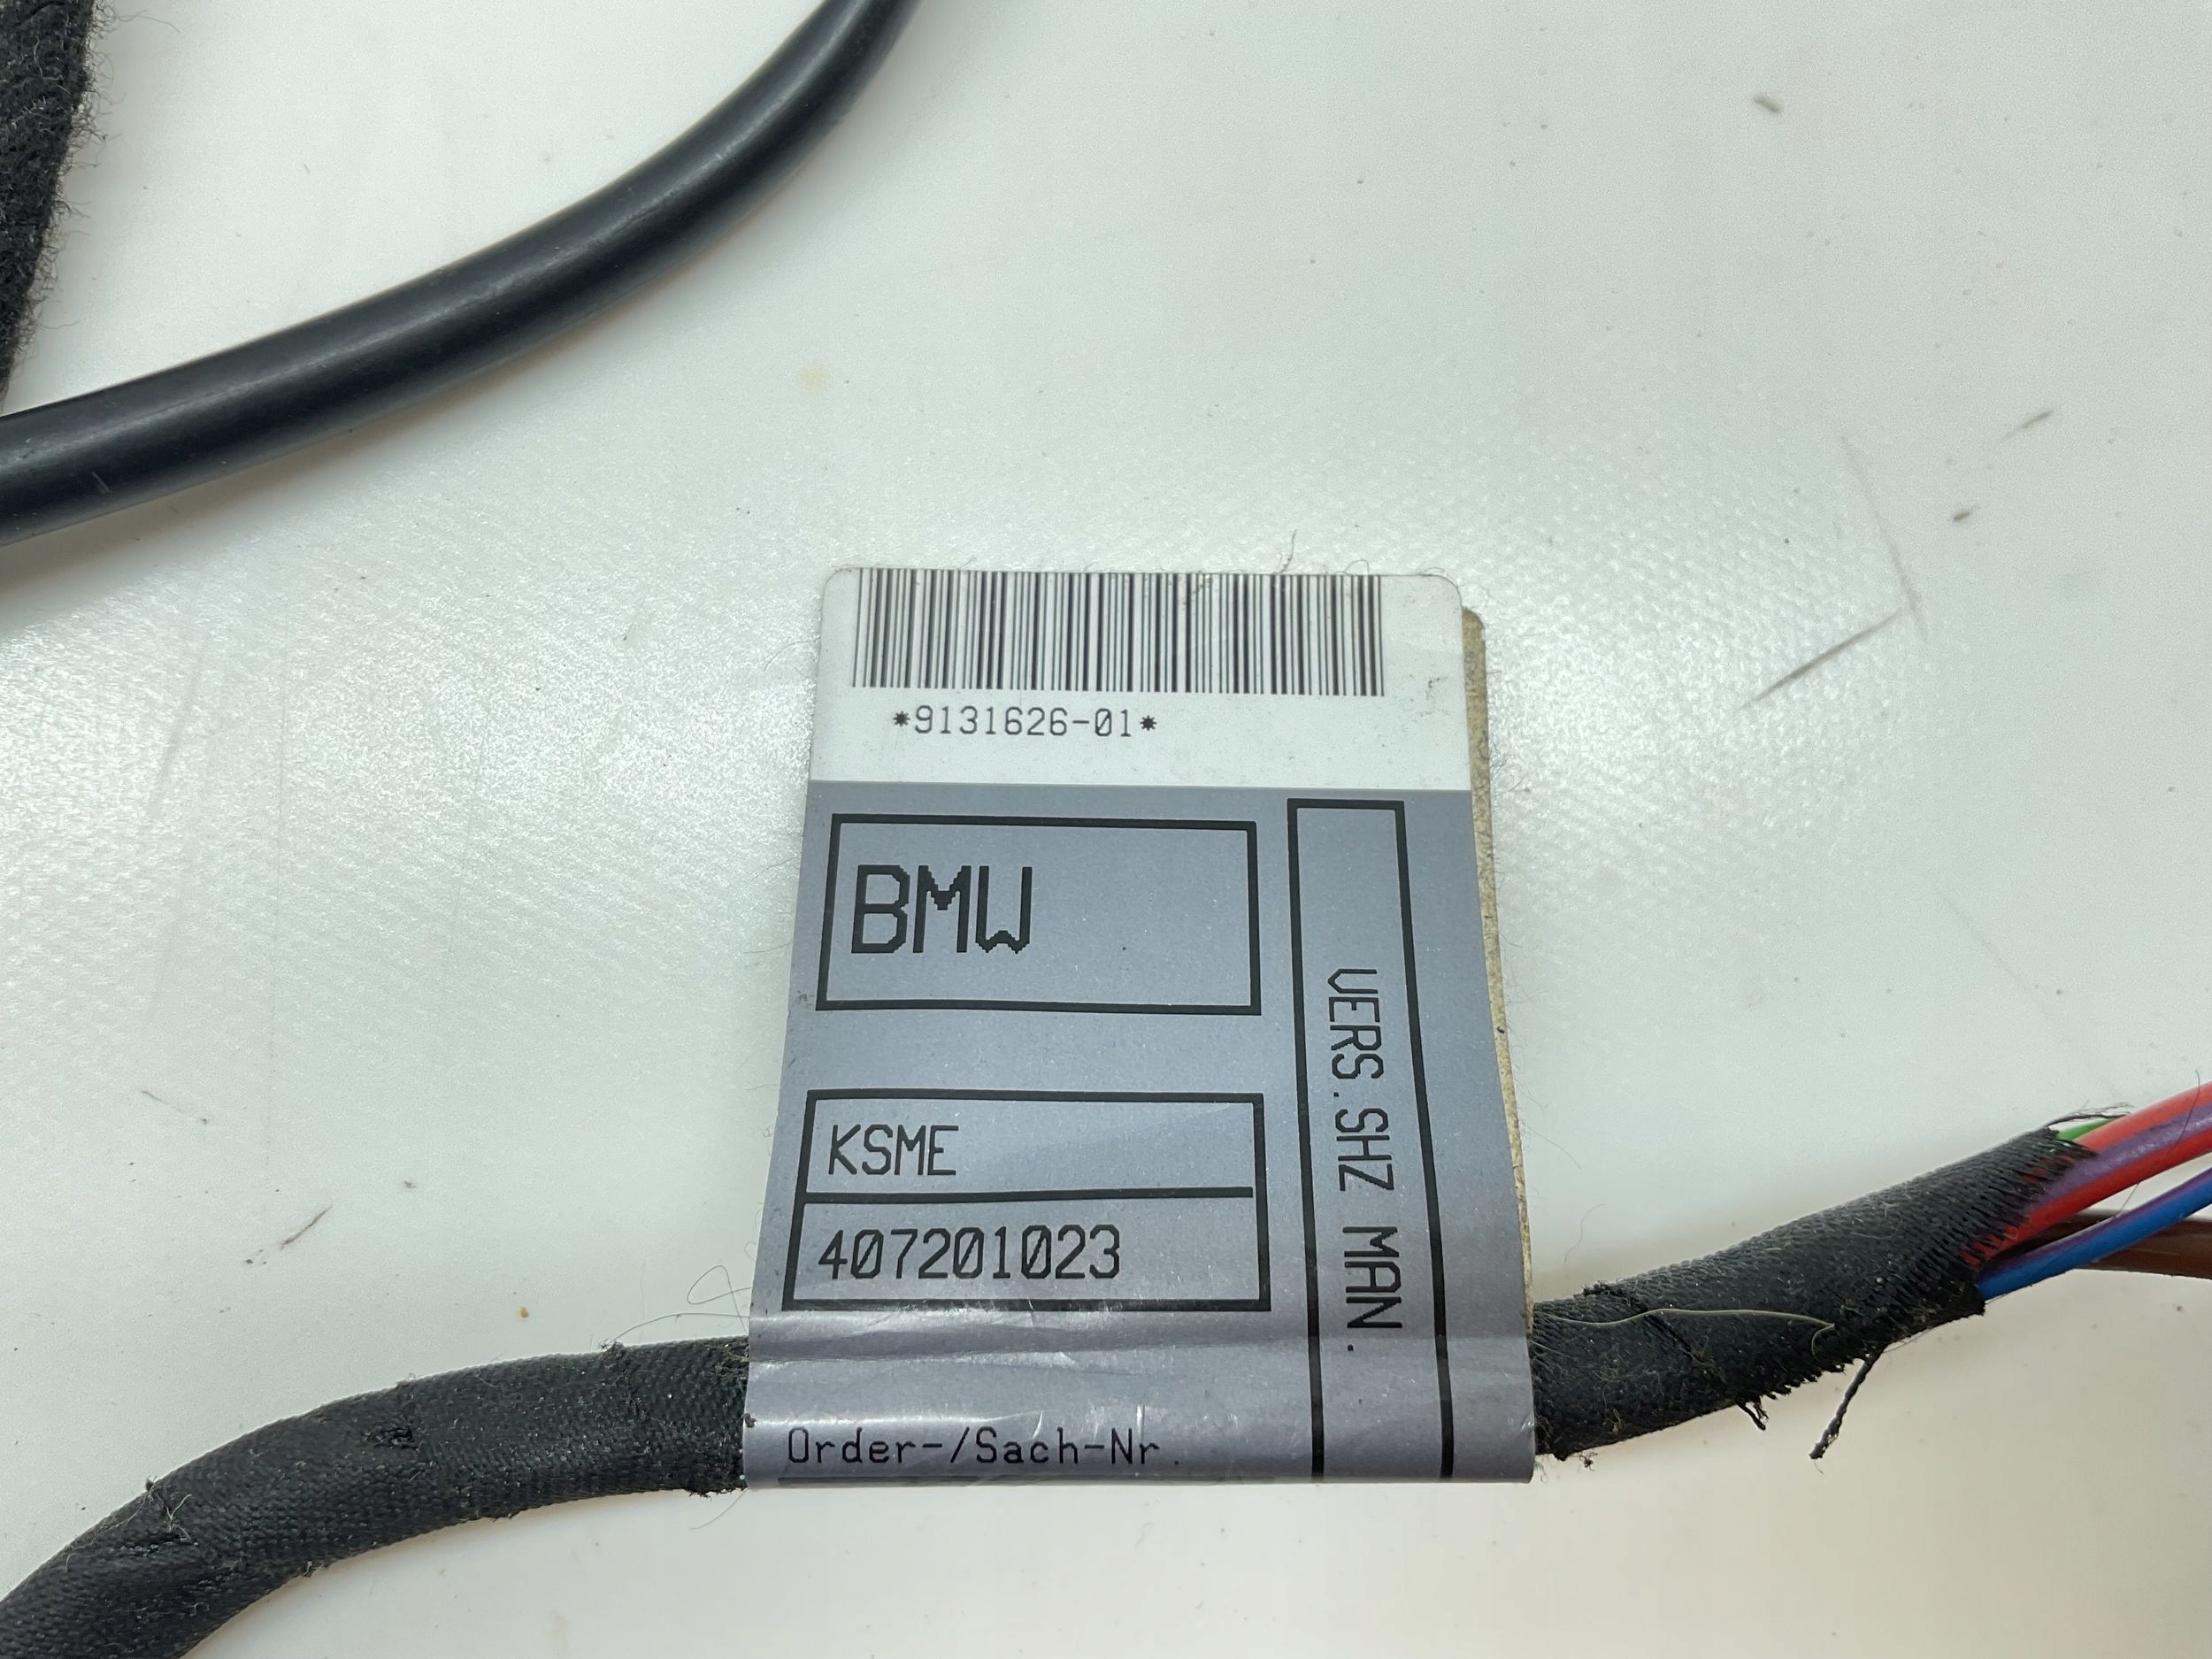 *9131626-01*
BMW
VERS.SHZ MAN.
KSME
407201023
Order-/Sach-Nr.